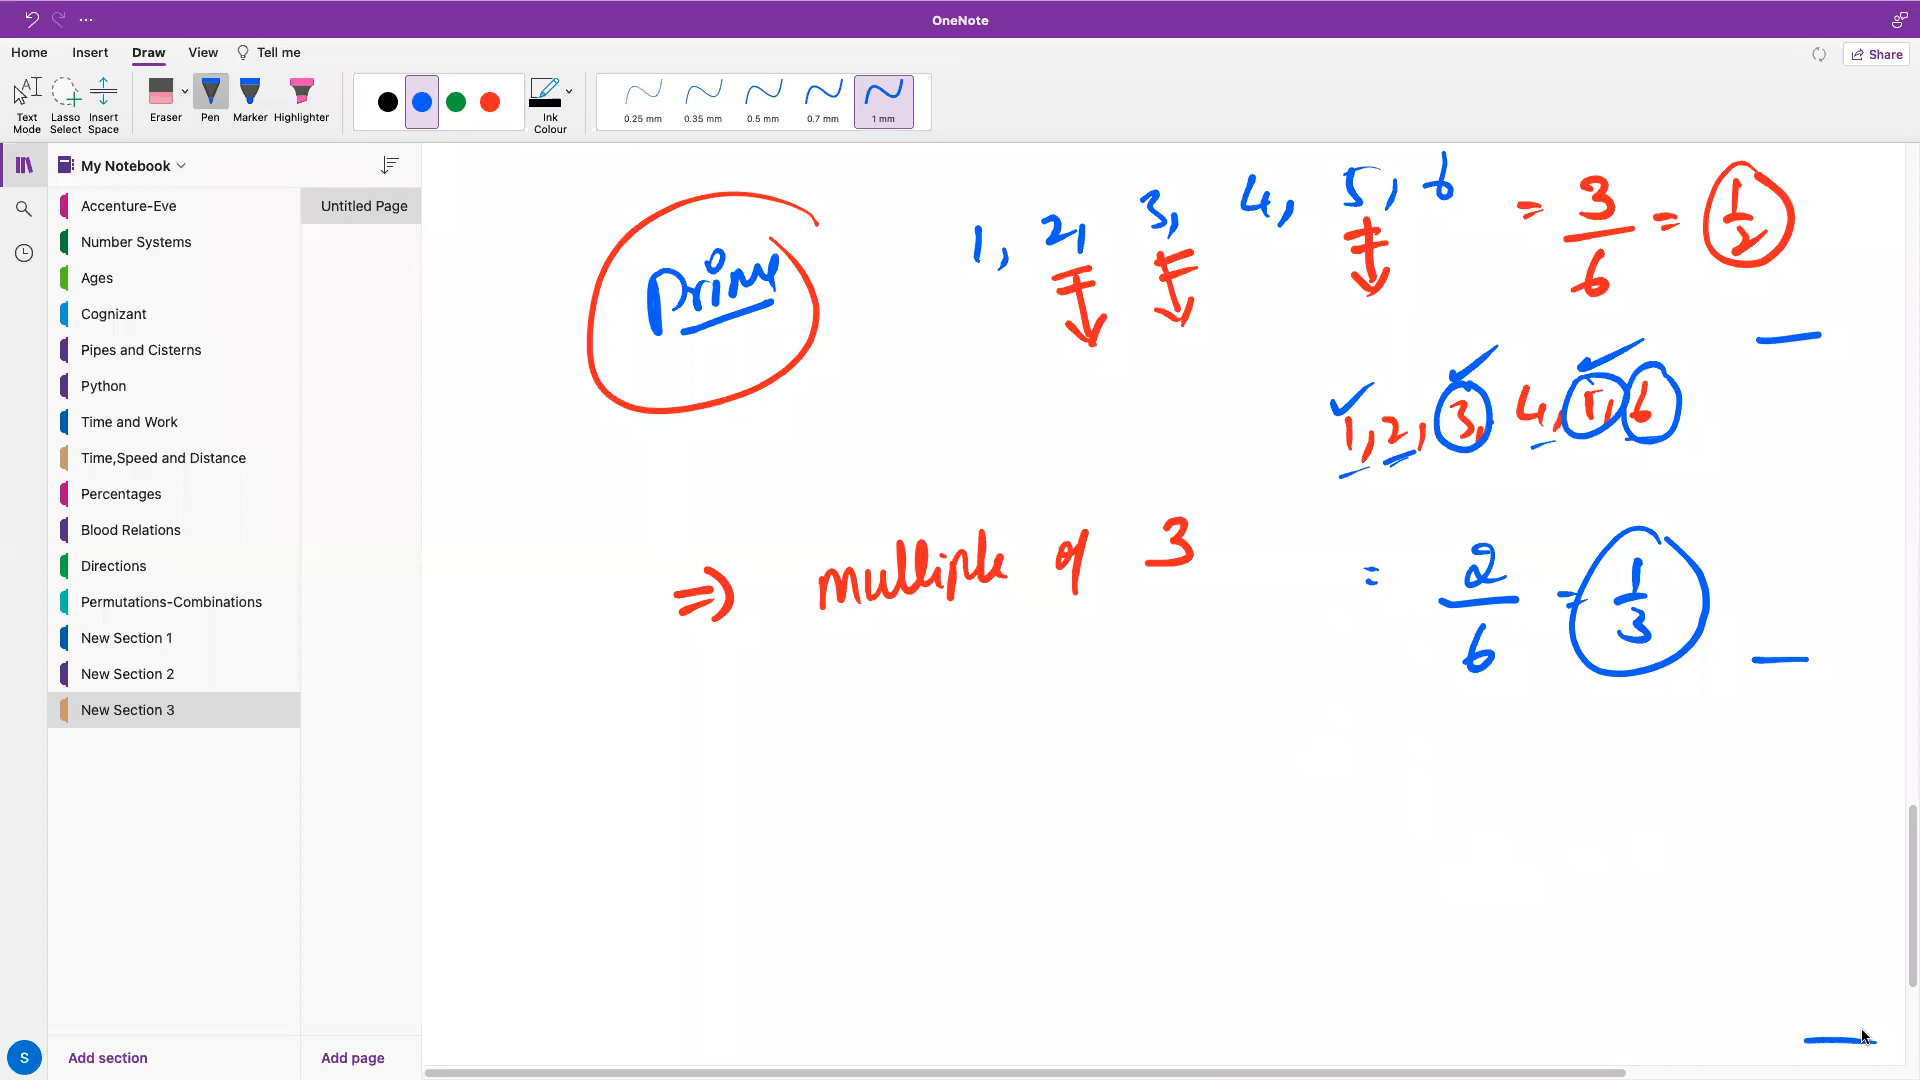 OneNote
Home Insert Draw View Tell me
Share
Text Mode
Lasso Select
Insert Space
Eraser
Pen
Marker
Highlighter
Ink Colour
0.25 mm
0.35 mm
0.5 mm
0.7 mm
1 mm
My Notebook
Accenture-Eve
Number Systems
Ages
Cognizant
Pipes and Cisterns
Python
Time and Work
Time,Speed and Distance
Percentages
Blood Relations
Directions
Permutations-Combinations
New Section 1
New Section 2
New Section 3
Add section
Untitled Page
Add page
S
Prime
1, 2, 3, 4, 5, 6 = 3/6 = 1/2
1, 2, 3, 4, 5, 6
⇒ multiple of 3 = 2/6 = 1/3